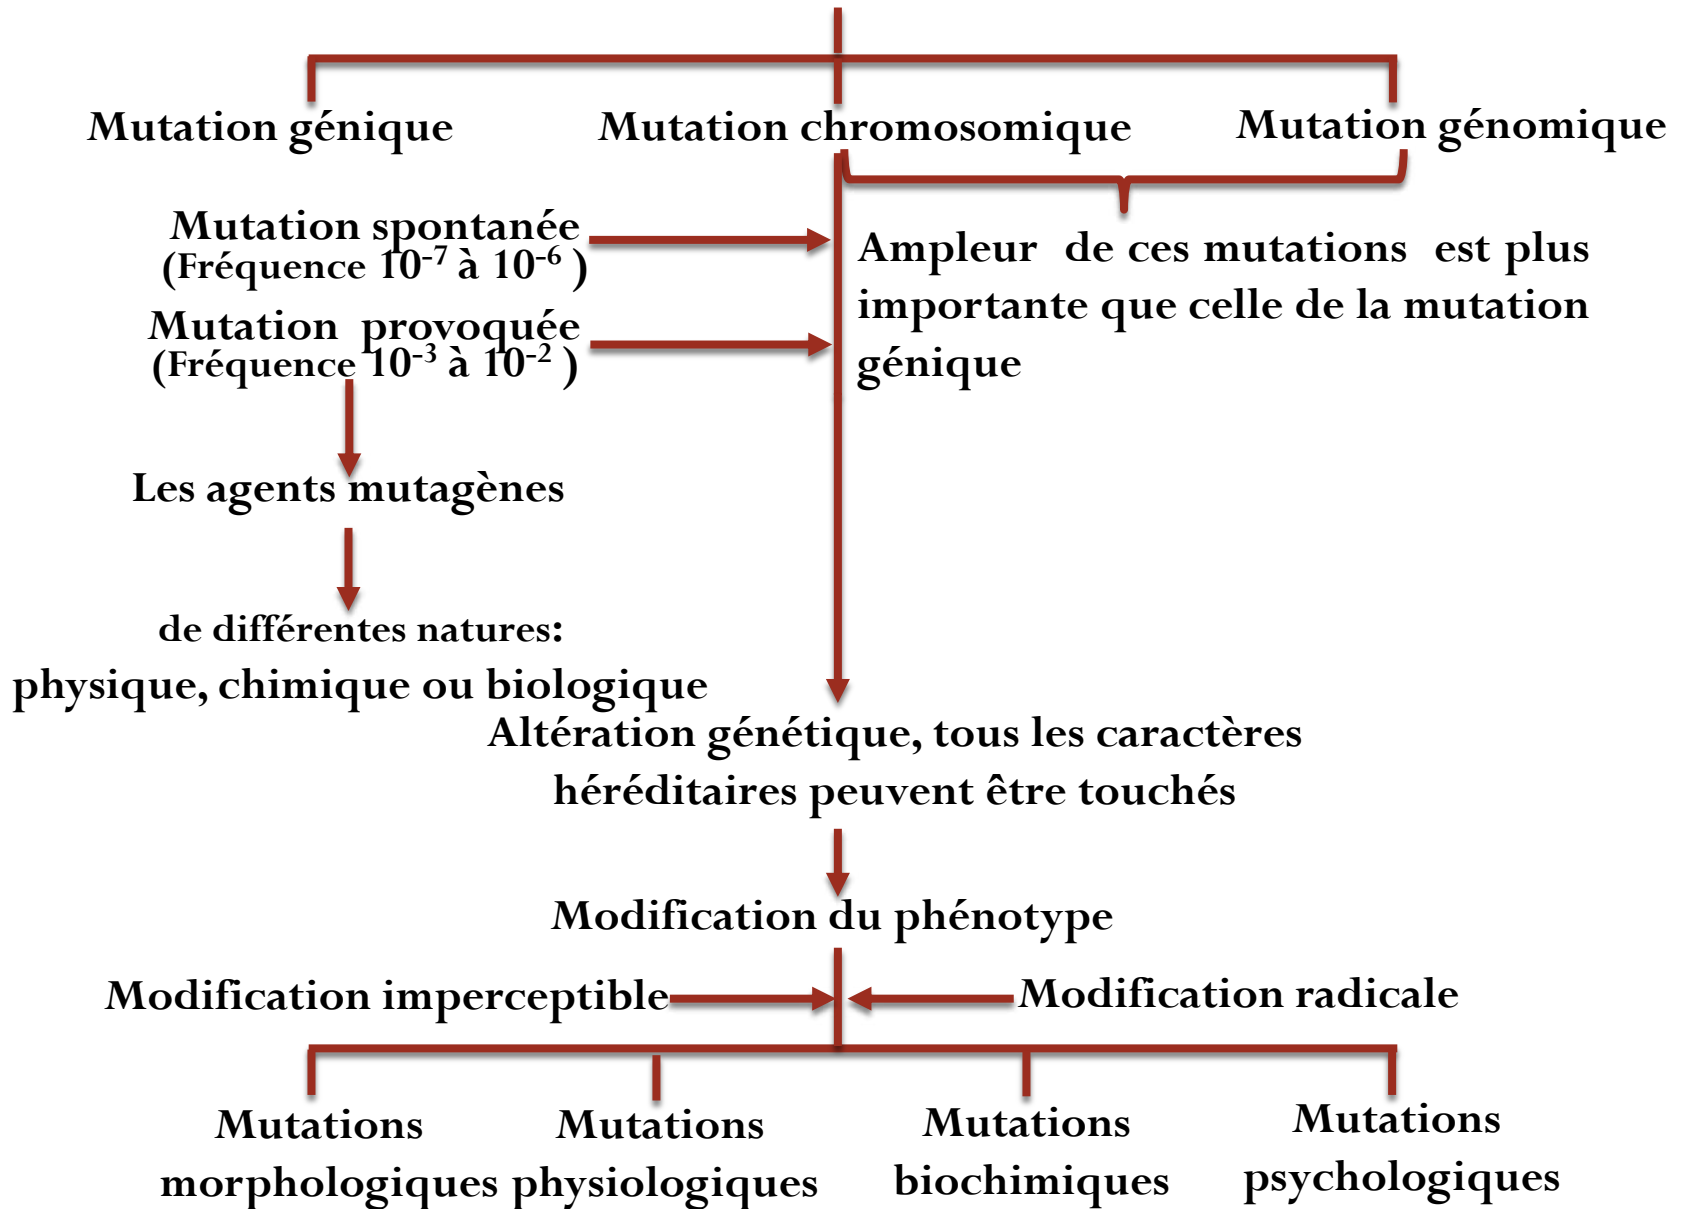 Mutation génique
Mutation chromosomique
Mutation génomique
Mutation spontanée
(Fréquence 10⁻⁷ à 10⁻⁶ )
Mutation provoquée
(Fréquence 10⁻³ à 10⁻² )
Ampleur de ces mutations est plus
importante que celle de la mutation
génique
Les agents mutagènes
de différentes natures:
physique, chimique ou biologique
Altération génétique, tous les caractères
héréditaires peuvent être touchés
Modification du phénotype
Modification imperceptible
Modification radicale
Mutations
morphologiques
Mutations
physiologiques
Mutations
biochimiques
Mutations
psychologiques